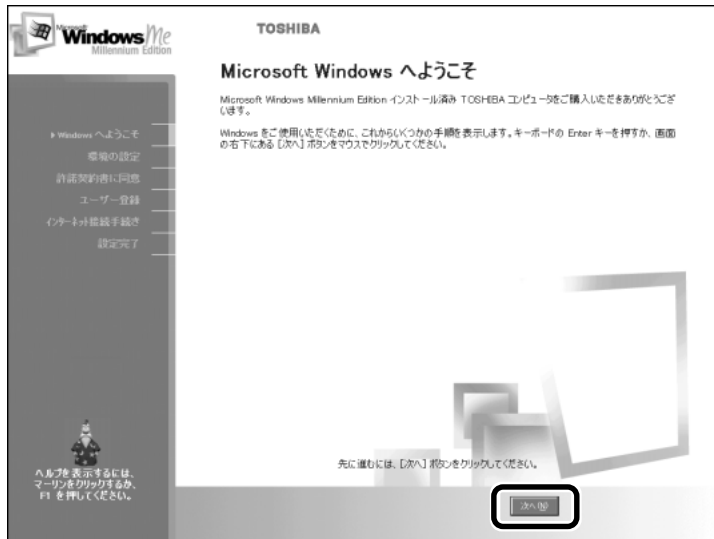 Microsoft
Windows Me
Millennium Edition
TOSHIBA
Microsoft Windows へようこそ
Microsoft Windows Millennium Edition インストール済み TOSHIBA コンピュータをご購入いただきありがとうござ
います。
Windows をご使用いただくために、これからいくつかの手順を表示します。キーボードの Enter キーを押すか、画面
の右下にある [次へ] ボタンをマウスでクリックしてください。
Windows へようこそ
環境の設定
許諾契約書に同意
ユーザー登録
インターネット接続手続き
設定完了
ヘルプを表示するには、
マーリンをクリックするか、
F1 を押してください。
先に進むには、[次へ] ボタンをクリックしてください。
次へ(N)